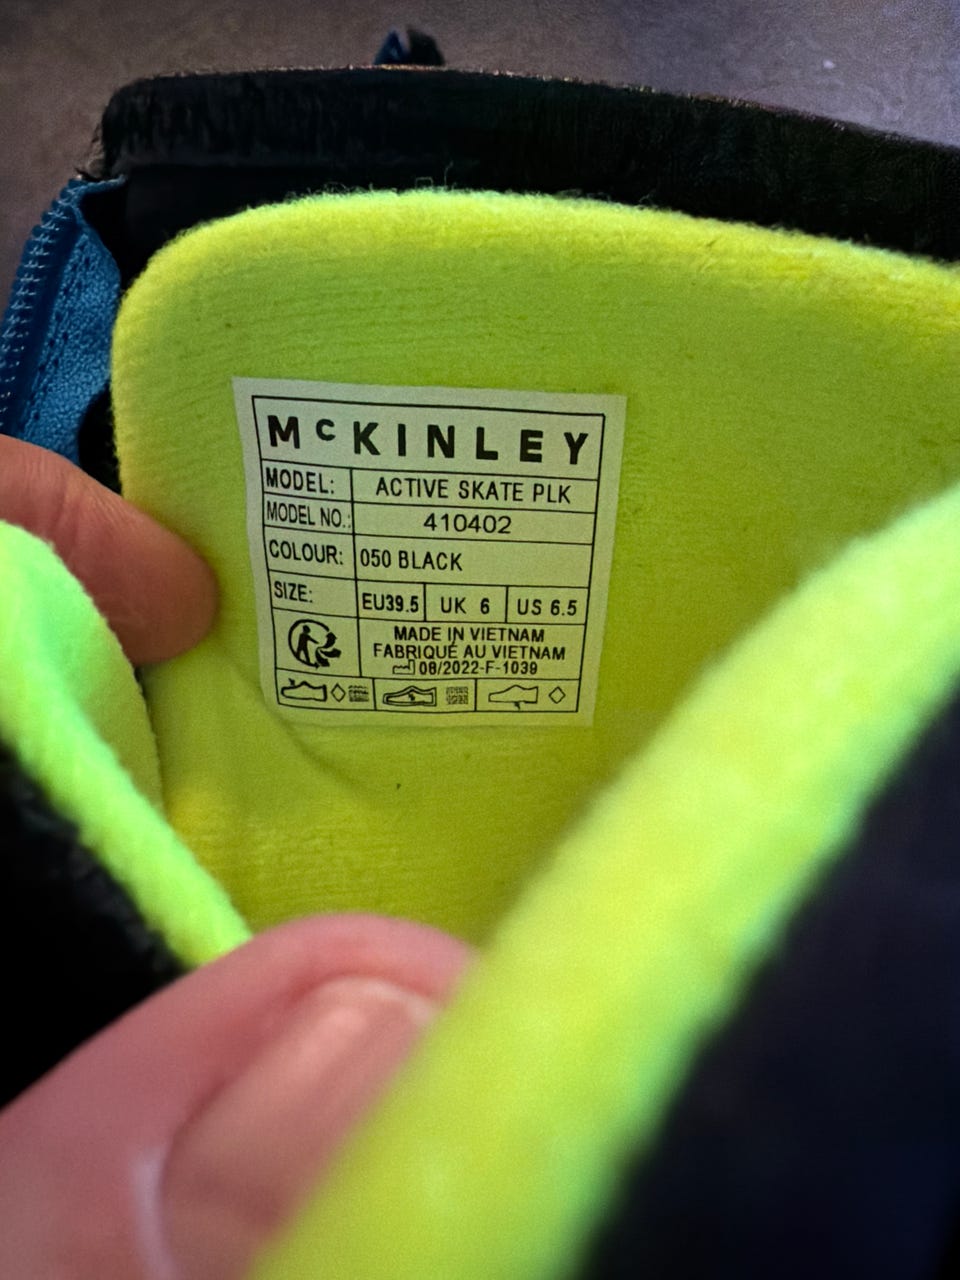 McKINLEY
MODEL: ACTIVE SKATE PLK
MODEL NO.: 410402
COLOUR: 050 BLACK
SIZE: EU39.5 UK 6 US 6.5
MADE IN VIETNAM
FABRIQUÉ AU VIETNAM
08/2022-F-1039